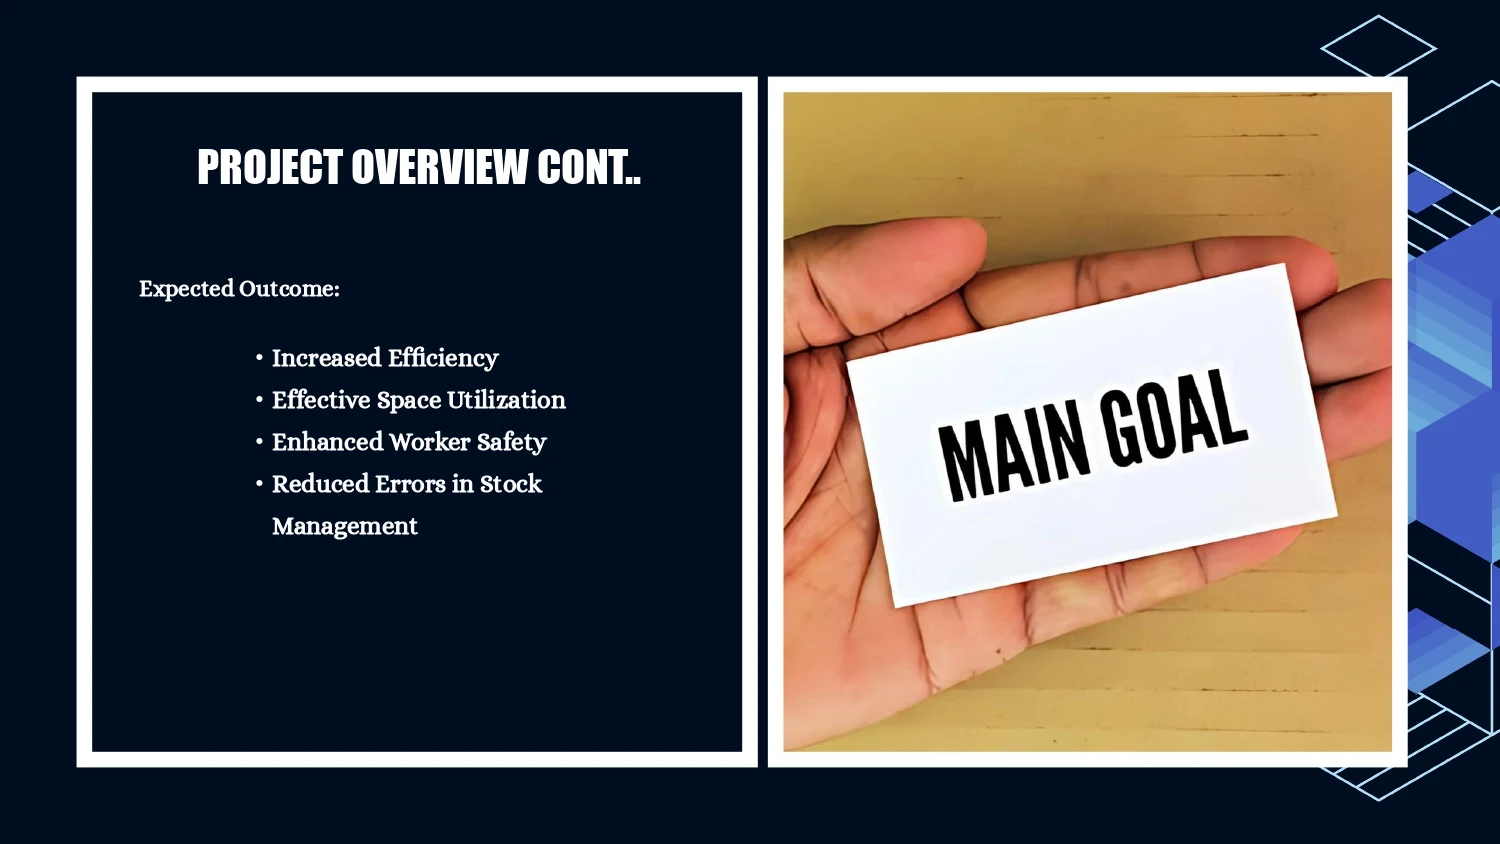 PROJECT OVERVIEW CONT..
Expected Outcome:
• Increased Efficiency
• Effective Space Utilization
• Enhanced Worker Safety
• Reduced Errors in Stock
Management
MAIN GOAL